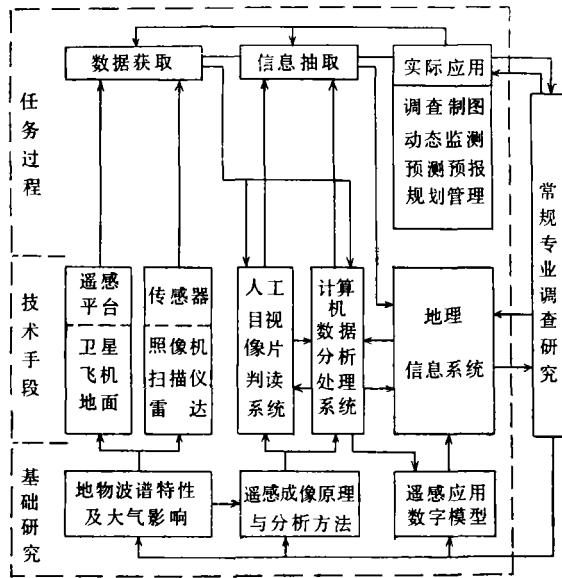 任务过程
数据获取
信息抽取
实际应用
调查制图
动态监测
预测预报
规划管理
常规专业调查研究
技术手段
遥感
平台
卫星
飞机
地面
传感器
照像机
扫描仪
雷达
人工
目视
像片
判读
系统
计算
机
数据
分析
处理
系统
地理
信息系统
基础研究
地物波谱特性
及大气影响
遥感成像原理
与分析方法
遥感应用
数字模型